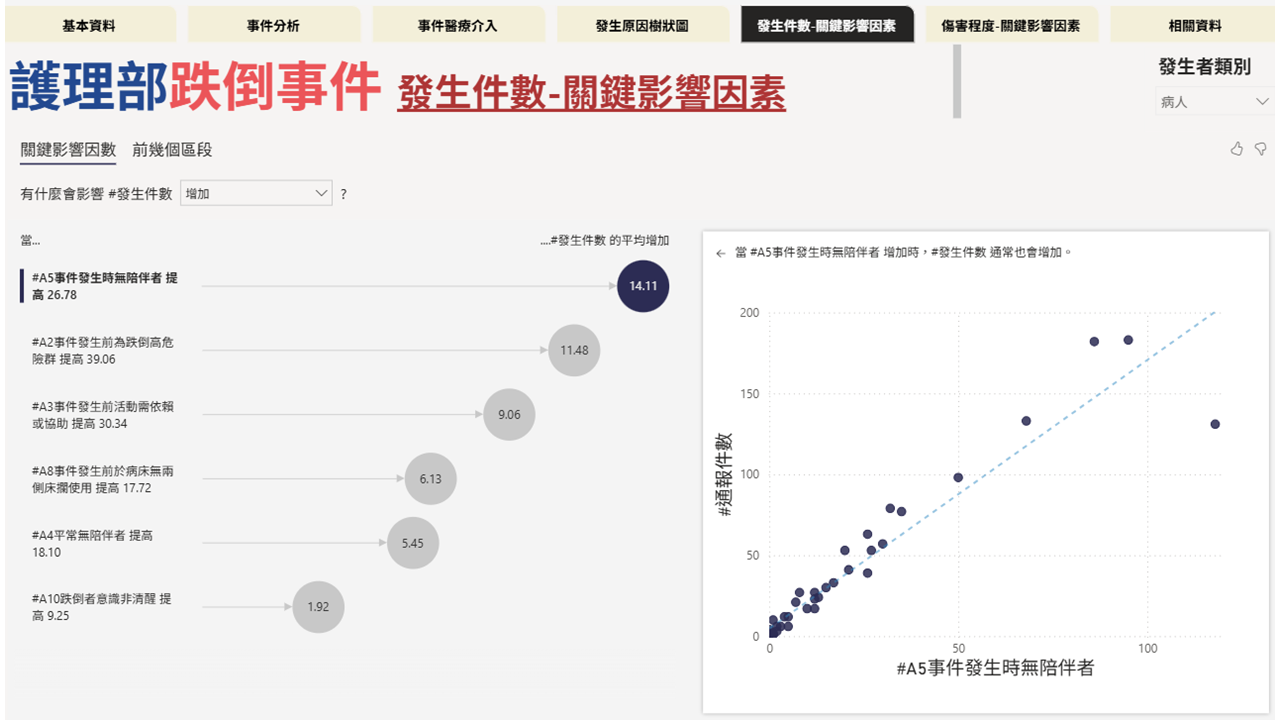 基本資料
事件分析
事件醫療介入
發生原因樹狀圖
發生件數-關鍵影響因素
傷害程度-關鍵影響因素
相關資料
護理部跌倒事件 發生件數-關鍵影響因素
發生者類別
病人
關鍵影響因數 前幾個區段
有什麼會影響 #發生件數 增加 ?
當...
....#發生件數 的平均增加
#A5事件發生時無陪伴者 提
高 26.78
14.11
#A2事件發生前為跌倒高危
險群 提高 39.06
11.48
#A3事件發生前活動需依賴
或協助 提高 30.34
9.06
#A8事件發生前於病床無兩
側床攔使用 提高 17.72
6.13
#A4平常無陪伴者 提高
18.10
5.45
#A10跌倒者意識非清醒 提
高 9.25
1.92
當 #A5事件發生時無陪伴者 增加時，#發生件數 通常也會增加。
200
150
100
50
0
#通報件數
0
50
100
#A5事件發生時無陪伴者